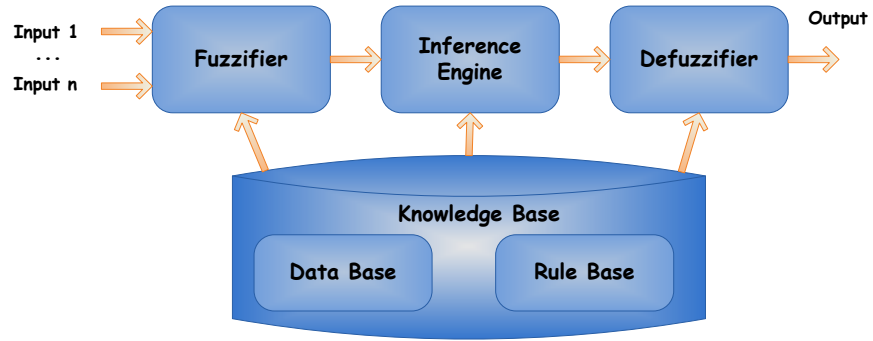 Input 1
...
Input n
Fuzzifier
Inference
Engine
Defuzzifier
Output
Knowledge Base
Data Base
Rule Base